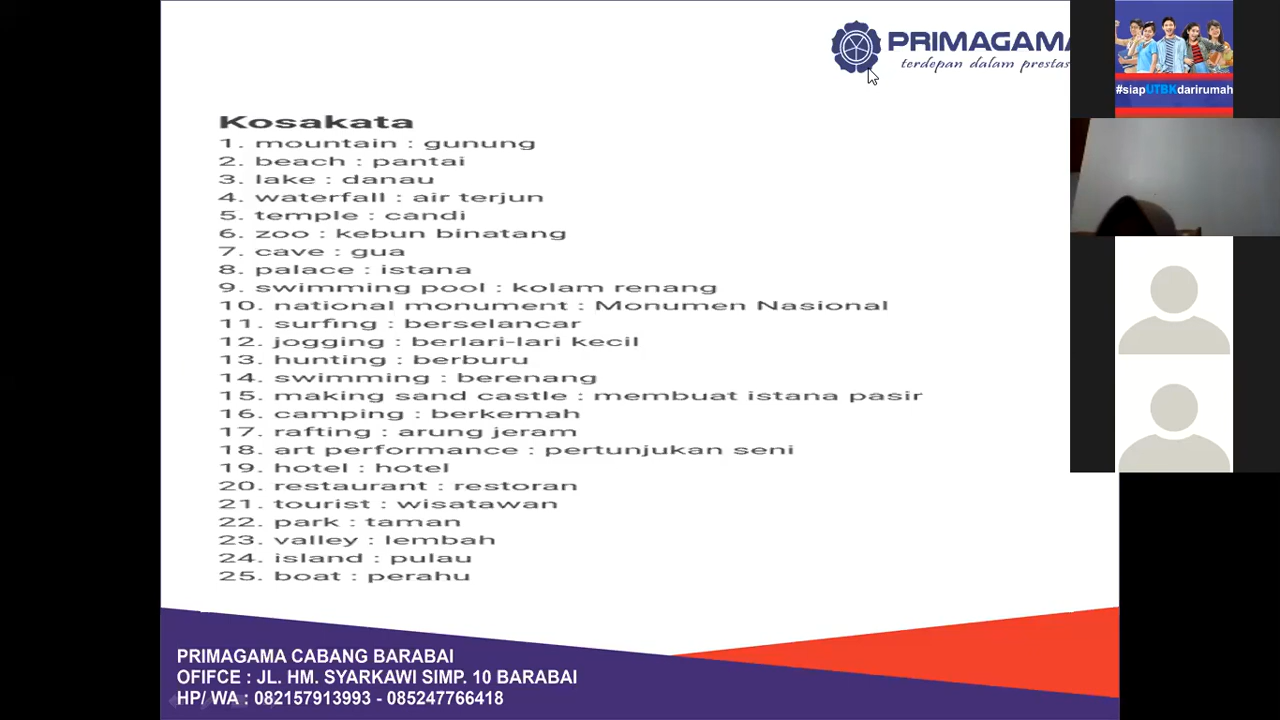 PRIMAGAMA
terdepan dalam prestas
#siapUTBKdarirumah
Kosakata
1. mountain : gunung
2. beach : pantai
3. lake : danau
4. waterfall : air terjun
5. temple : candi
6. zoo : kebun binatang
7. cave : gua
8. palace : istana
9. swimming pool : kolam renang
10. national monument : Monumen Nasional
11. surfing : berselancar
12. jogging : berlari-lari kecil
13. hunting : berburu
14. swimming : berenang
15. making sand castle : membuat istana pasir
16. camping : berkemah
17. rafting : arung jeram
18. art performance : pertunjukan seni
19. hotel : hotel
20. restaurant : restoran
21. tourist : wisatawan
22. park : taman
23. valley : lembah
24. island : pulau
25. boat : perahu
PRIMAGAMA CABANG BARABAI
OFIFCE : JL. HM. SYARKAWI SIMP. 10 BARABAI
HP/ WA : 082157913993 - 085247766418